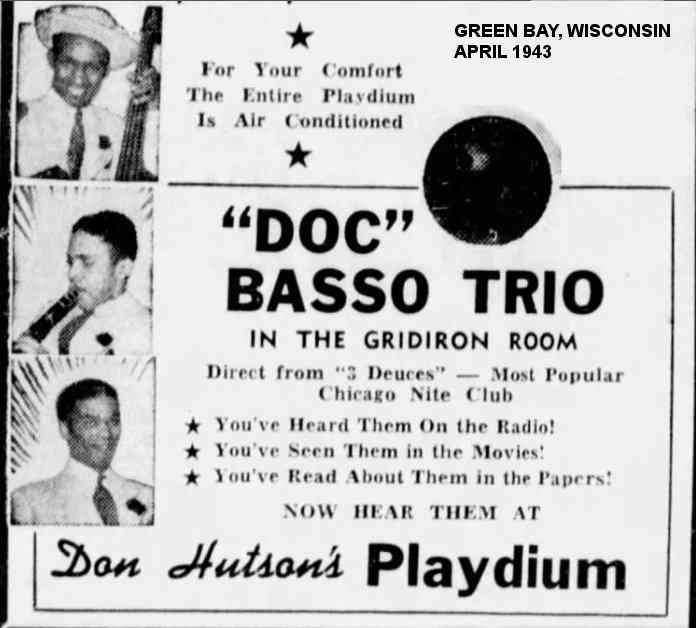 GREEN BAY, WISCONSIN
APRIL 1943
★
For Your Comfort
The Entire Playdium
Is Air Conditioned
★
“DOC”
BASSO TRIO
IN THE GRIDIRON ROOM
Direct from “3 Deuces” — Most Popular
Chicago Nite Club
★ You've Heard Them On the Radio!
★ You've Seen Them in the Movies!
★ You've Read About Them in the Papers!
NOW HEAR THEM AT
Don Hutson's Playdium